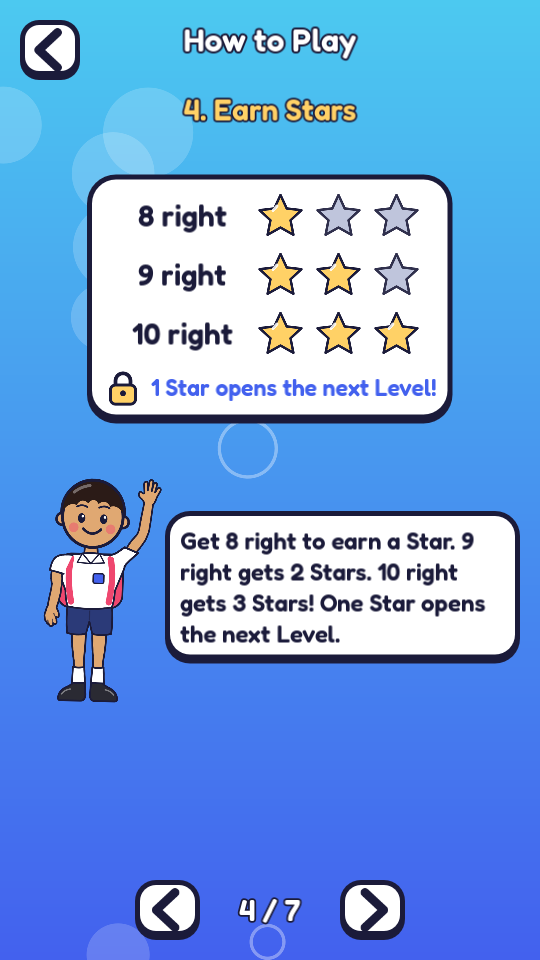 How to Play
4. Earn Stars
8 right
9 right
10 right
1 Star opens the next Level!
Get 8 right to earn a Star. 9
right gets 2 Stars. 10 right
gets 3 Stars! One Star opens
the next Level.
4 / 7